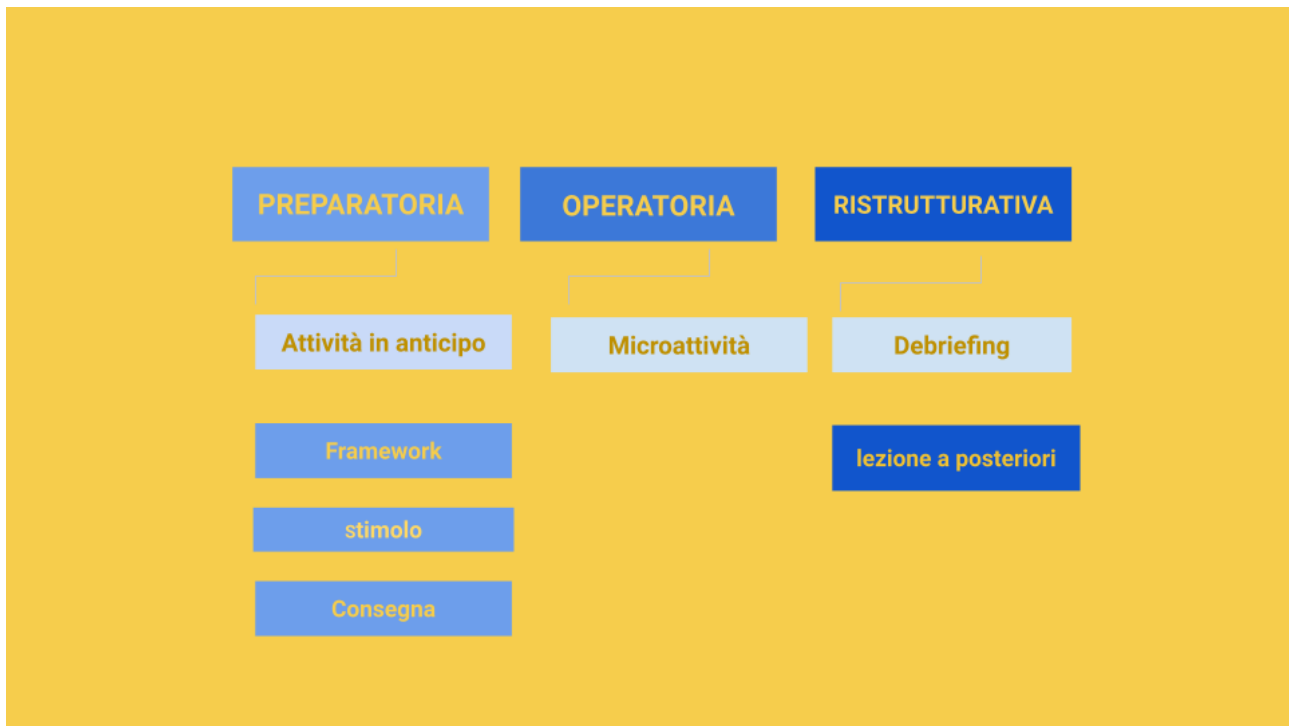 PREPARATORIA
OPERATORIA
RISTRUTTURATIVA
Attività in anticipo
Microattività
Debriefing
Framework
lezione a posteriori
stimolo
Consegna